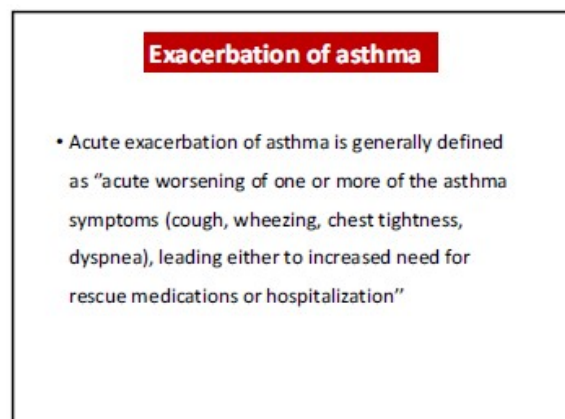 Exacerbation of asthma
• Acute exacerbation of asthma is generally defined
as “acute worsening of one or more of the asthma
symptoms (cough, wheezing, chest tightness,
dyspnea), leading either to increased need for
rescue medications or hospitalization”